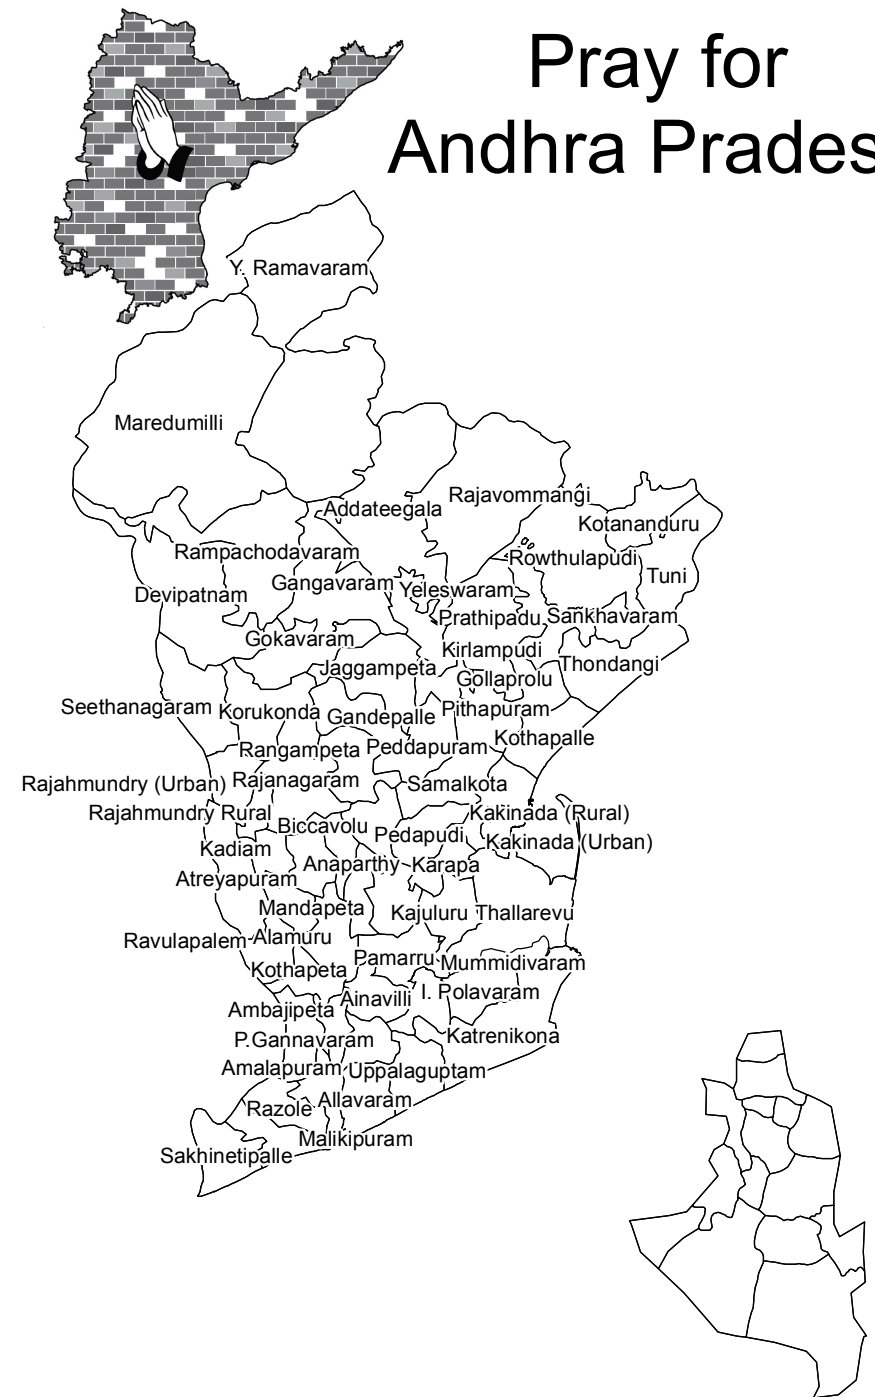 Pray for
Andhra Prades
Y. Ramavaram
Maredumilli
Rajavommangi
Addateegala
Kotananduru
Rampachodavaram
Rowthulapudi
Tuni
Gangavaram
Yeleswaram
Devipatnam
Prathipadu
Sankhavaram
Gokavaram
Kirlampudi
Jaggampeta
Thondangi
Gollaprolu
Seethanagaram
Korukonda
Gandepalle
Pithapuram
Kothapalle
Rangampeta
Peddapuram
Rajahmundry (Urban)
Rajanagaram
Samalkota
Rajahmundry Rural
Kakinada (Rural)
Biccavolu
Pedapudi
Kakinada (Urban)
Kadiam
Anaparthy
Karapa
Atreyapuram
Mandapeta
Kajuluru
Thallarevu
Ravulapalem
Alamuru
Pamarru
Mummidivaram
Kothapeta
Ainavilli
I. Polavaram
Ambajipeta
P.Gannavaram
Katrenikona
Amalapuram
Uppalaguptam
Razole
Allavaram
Malikipuram
Sakhinetipalle